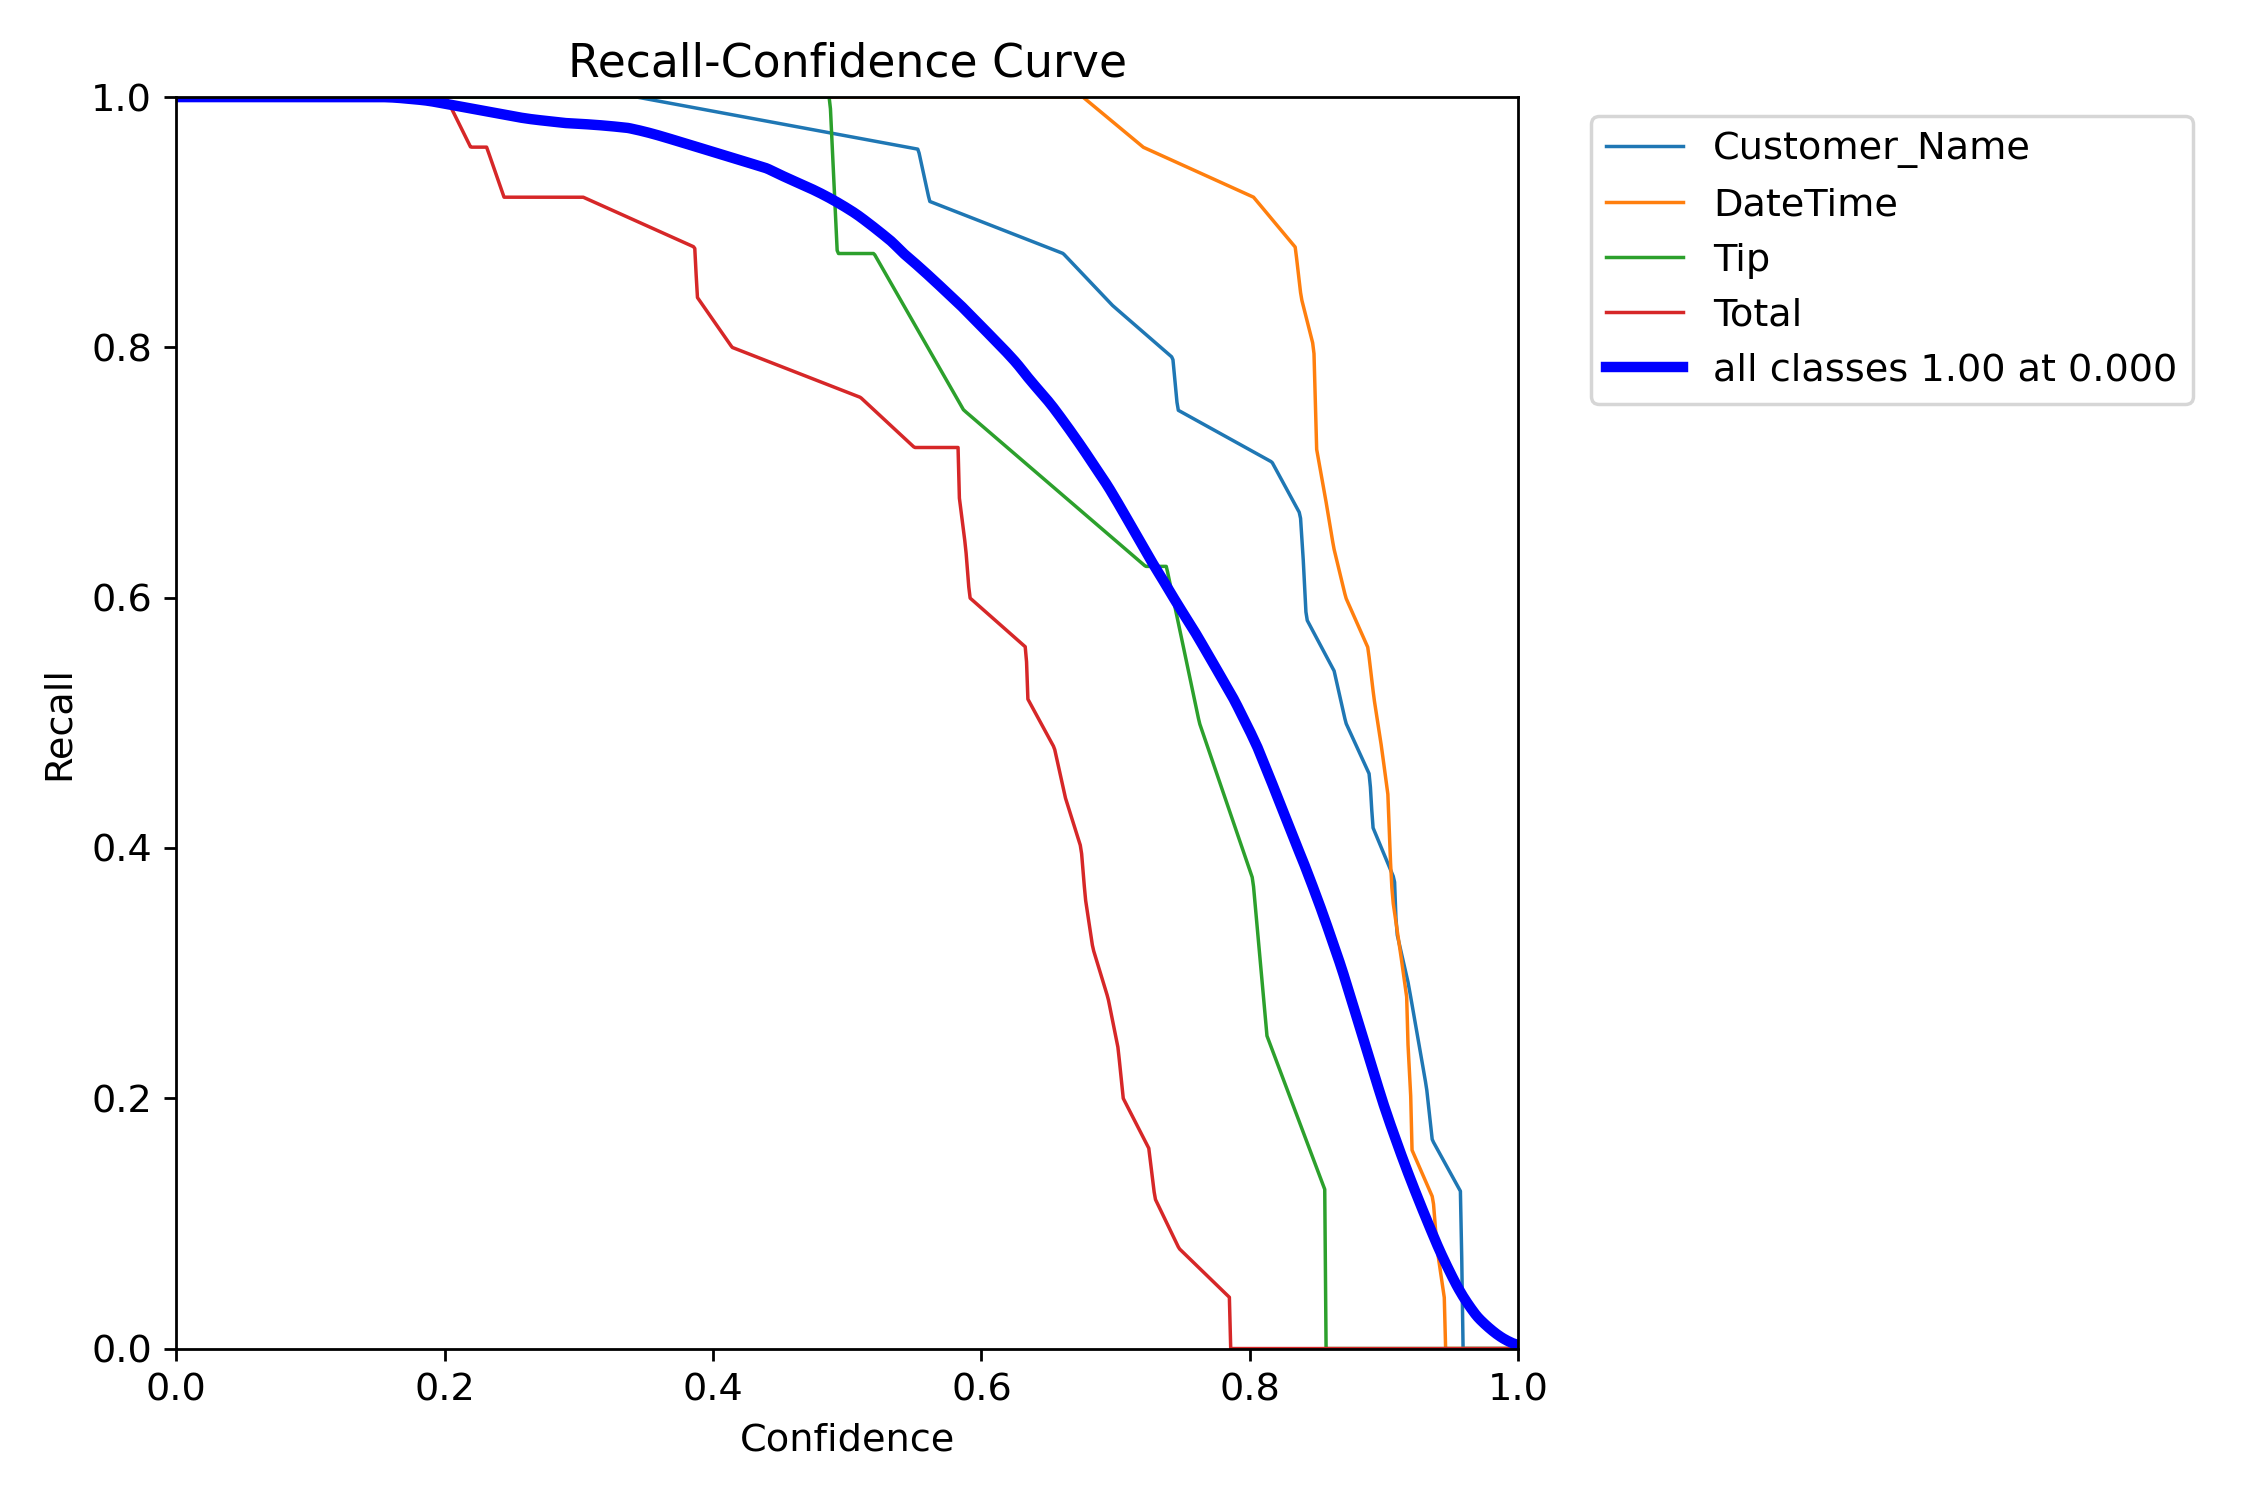 Recall-Confidence Curve
1.0
0.8
0.6
0.4
0.2
0.0
Recall
0.0 0.2 0.4 0.6 0.8 1.0
Confidence
Customer_Name
DateTime
Tip
Total
all classes 1.00 at 0.000